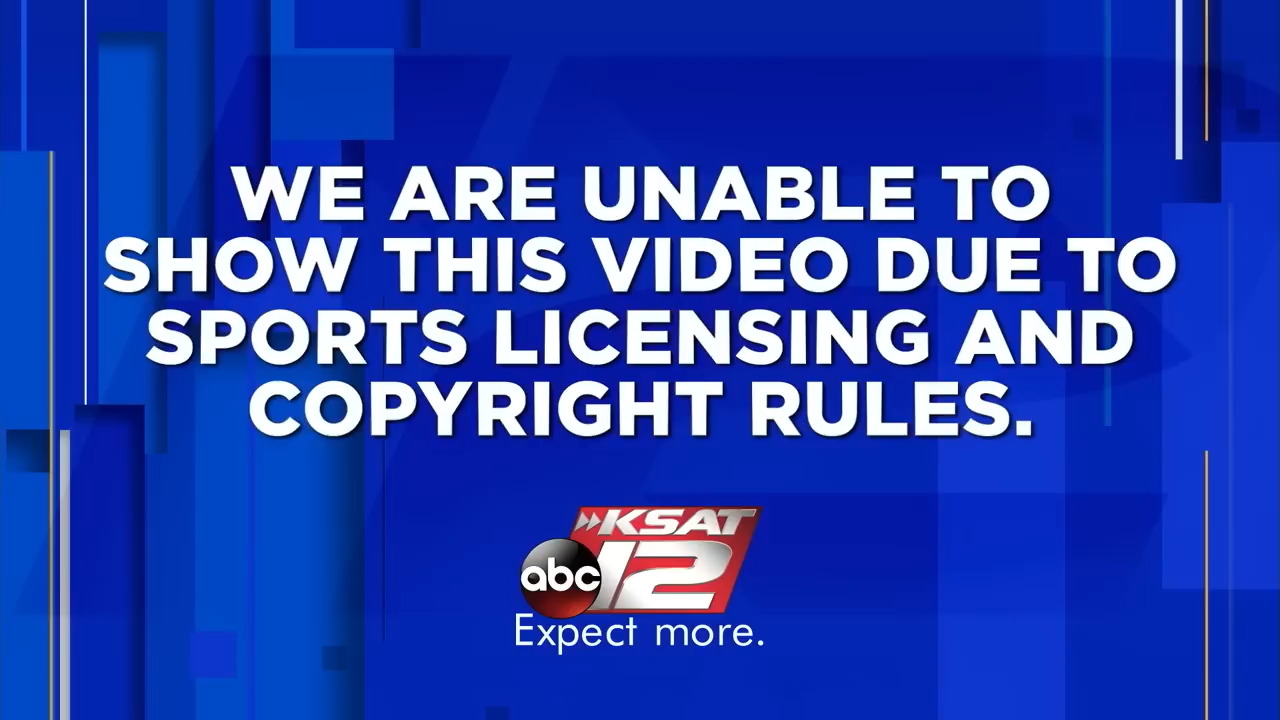 WE ARE UNABLE TO
SHOW THIS VIDEO DUE TO
SPORTS LICENSING AND
COPYRIGHT RULES.
KSAT
abc 12
Expect more.